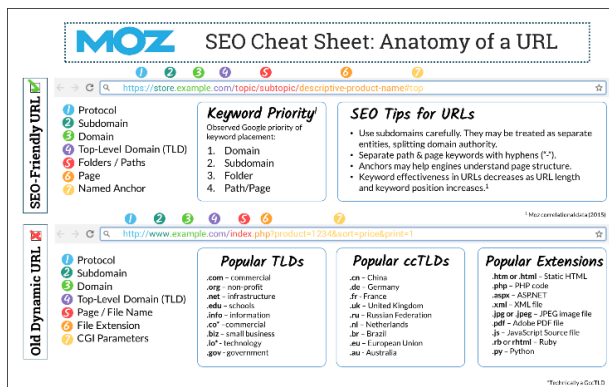 MOZ SEO Cheat Sheet: Anatomy of a URL
1 2 3 4 5 6 7
SEO-Friendly URL
https://store.example.com/topic/subtopic/descriptive-product-name#top
1 Protocol
2 Subdomain
3 Domain
4 Top-Level Domain (TLD)
5 Folders / Paths
6 Page
7 Named Anchor
Keyword Priority¹
Observed Google priority of
keyword placement:
1. Domain
2. Subdomain
3. Folder
4. Path/Page
SEO Tips for URLs
• Use subdomains carefully. They may be treated as separate
entities, splitting domain authority.
• Separate path & page keywords with hyphens ("-").
• Anchors may help engines understand page structure.
• Keyword effectiveness in URLs decreases as URL length
and keyword position increases.¹
¹ Moz correlational data (2015)
1 2 3 4 5 6 7
Old Dynamic URL
http://www.example.com/index.php?product=1234&sort=price&print=1
1 Protocol
2 Subdomain
3 Domain
4 Top-Level Domain (TLD)
5 Page / File Name
6 File Extension
7 CGI Parameters
Popular TLDs
.com – commercial
.org – non-profit
.net – infrastructure
.edu – schools
.info – information
.co* – commercial
.biz – small business
.io* – technology
.gov - government
Popular ccTLDs
.cn – China
.de – Germany
.fr - France
.uk – United Kingdom
.ru – Russian Federation
.nl – Netherlands
.br – Brazil
.eu – European Union
.au - Australia
Popular Extensions
.htm or .html – Static HTML
.php – PHP code
.aspx – ASP.NET
.xml – XML file
.jpg or .jpeg – JPEG image file
.pdf – Adobe PDF file
.js – JavaScript Source file
.rb or rhtml – Ruby
.py – Python
*Technically a GccTLD